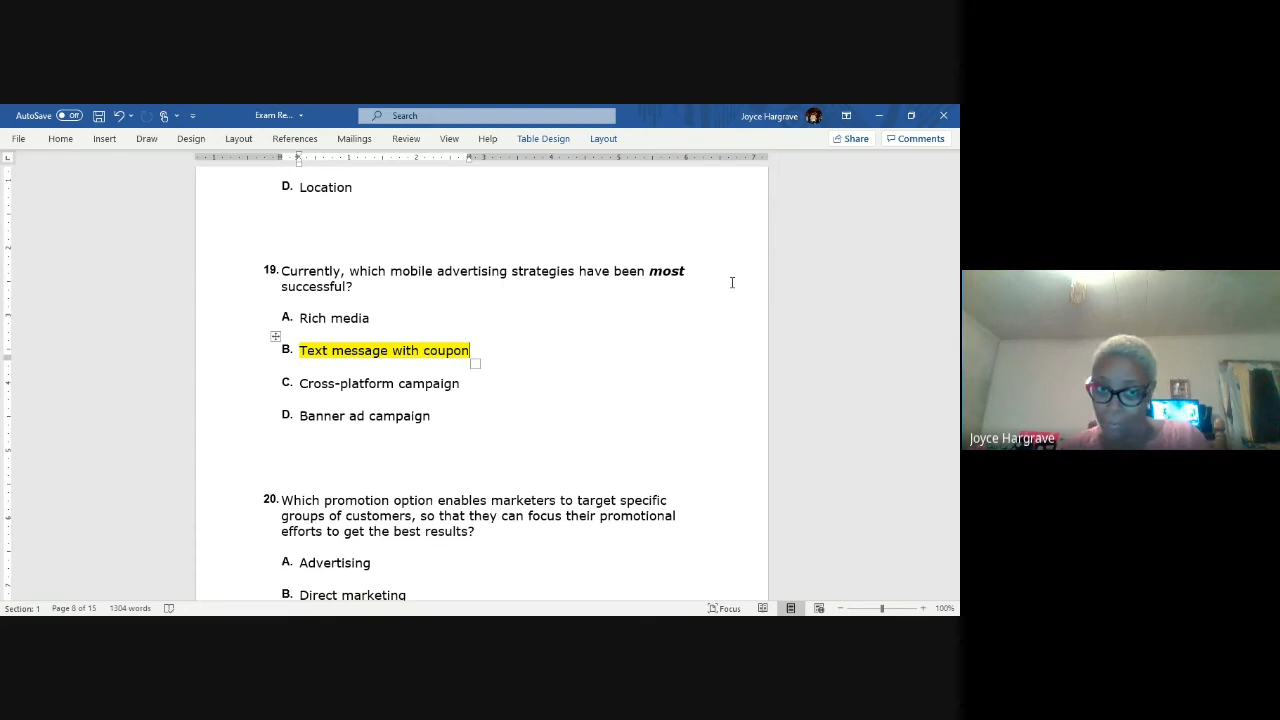 AutoSave Off Exam Re... Search Joyce Hargrave
File Home Insert Draw Design Layout References Mailings Review View Help Table Design Layout Share Comments
D. Location
19. Currently, which mobile advertising strategies have been most
successful?
A. Rich media
B. Text message with coupon
C. Cross-platform campaign
D. Banner ad campaign
20. Which promotion option enables marketers to target specific
groups of customers, so that they can focus their promotional
efforts to get the best results?
A. Advertising
B. Direct marketing
Section: 1 Page 8 of 15 1304 words Focus 100%
Joyce Hargrave